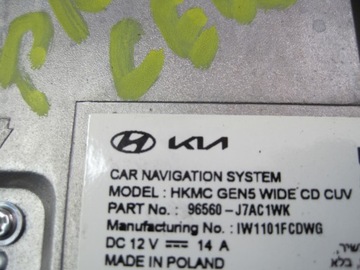 KIA
CAR NAVIGATION SYSTEM
MODEL : HKMC GEN5 WIDE CD CUV
PART No. : 96560-J7AC1WK
Manufacturing No. : IW1101FCDWG
DC 12 V 14 A
MADE IN POLAND